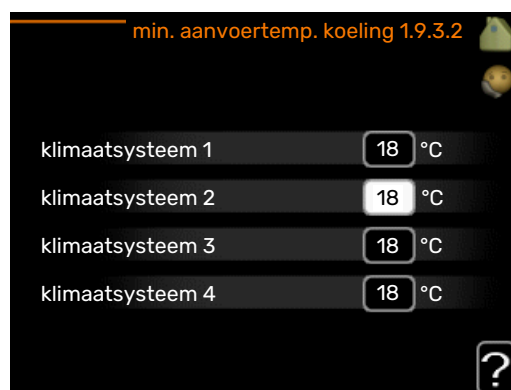 min. aanvoertemp. koeling 1.9.3.2
klimaatsysteem 1 18 °C
klimaatsysteem 2 18 °C
klimaatsysteem 3 18 °C
klimaatsysteem 4 18 °C
?